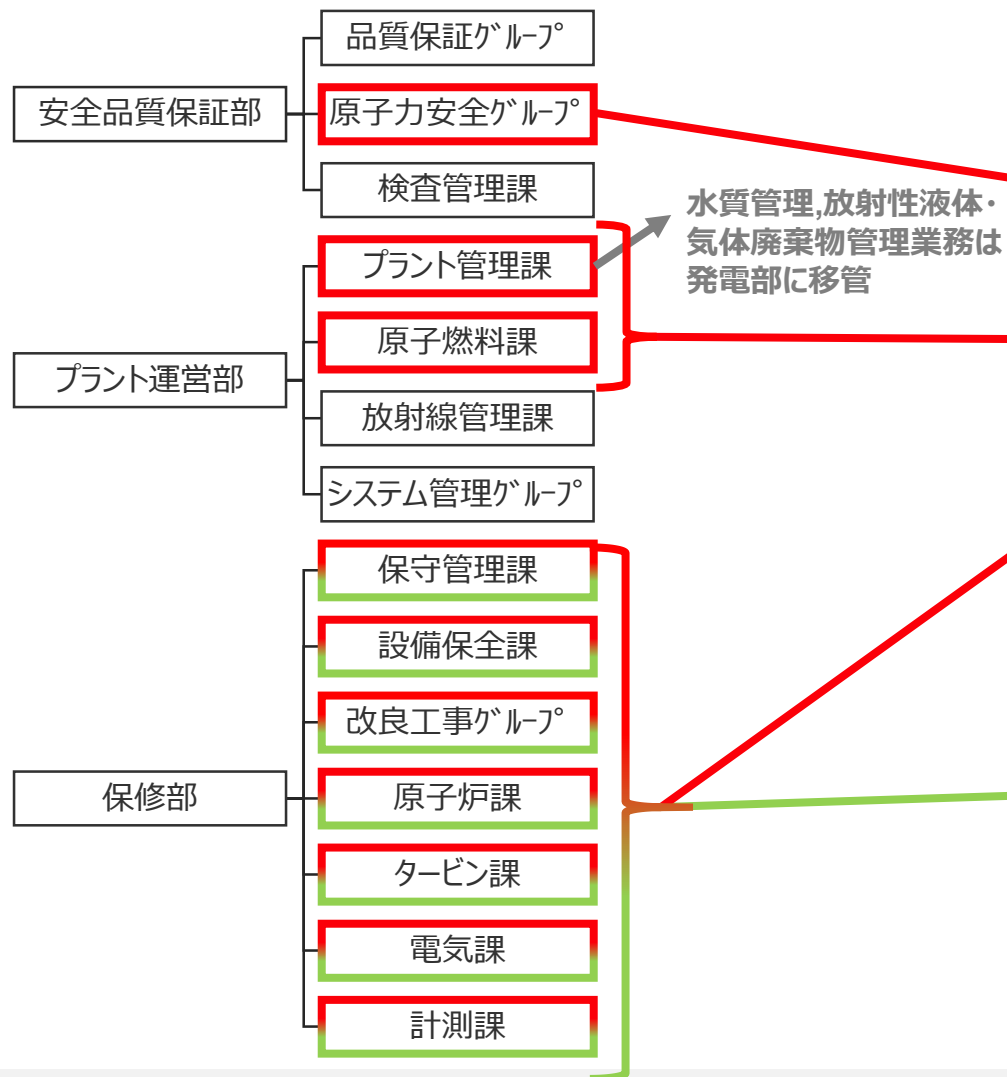 品質保証ｸﾞﾙｰﾌﾟ
安全品質保証部
原子力安全ｸﾞﾙｰﾌﾟ
検査管理課
水質管理,放射性液体・
気体廃棄物管理業務は
発電部に移管
プラント管理課
原子燃料課
プラント運営部
放射線管理課
システム管理ｸﾞﾙｰﾌﾟ
保守管理課
設備保全課
改良工事ｸﾞﾙｰﾌﾟ
保修部
原子炉課
タービン課
電気課
計測課